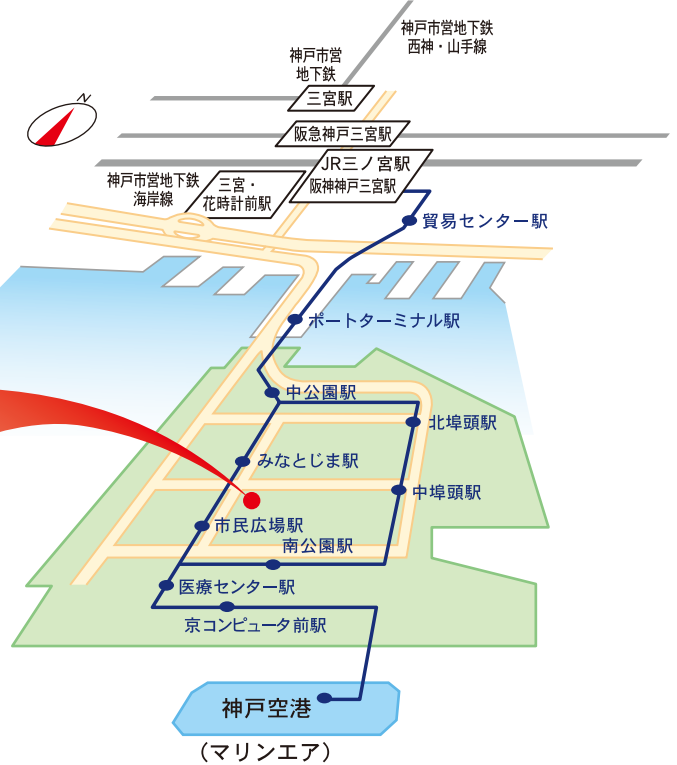 神戸市営地下鉄
西神・山手線
神戸市営
地下鉄
三宮駅
N
阪急神戸三宮駅
JR三ノ宮駅
阪神神戸三宮駅
神戸市営地下鉄
海岸線
三宮・
花時計前駅
貿易センター駅
ポートターミナル駅
中公園駅
北埠頭駅
みなとじま駅
中埠頭駅
市民広場駅
南公園駅
医療センター駅
京コンピュータ前駅
神戸空港
（マリンエア）